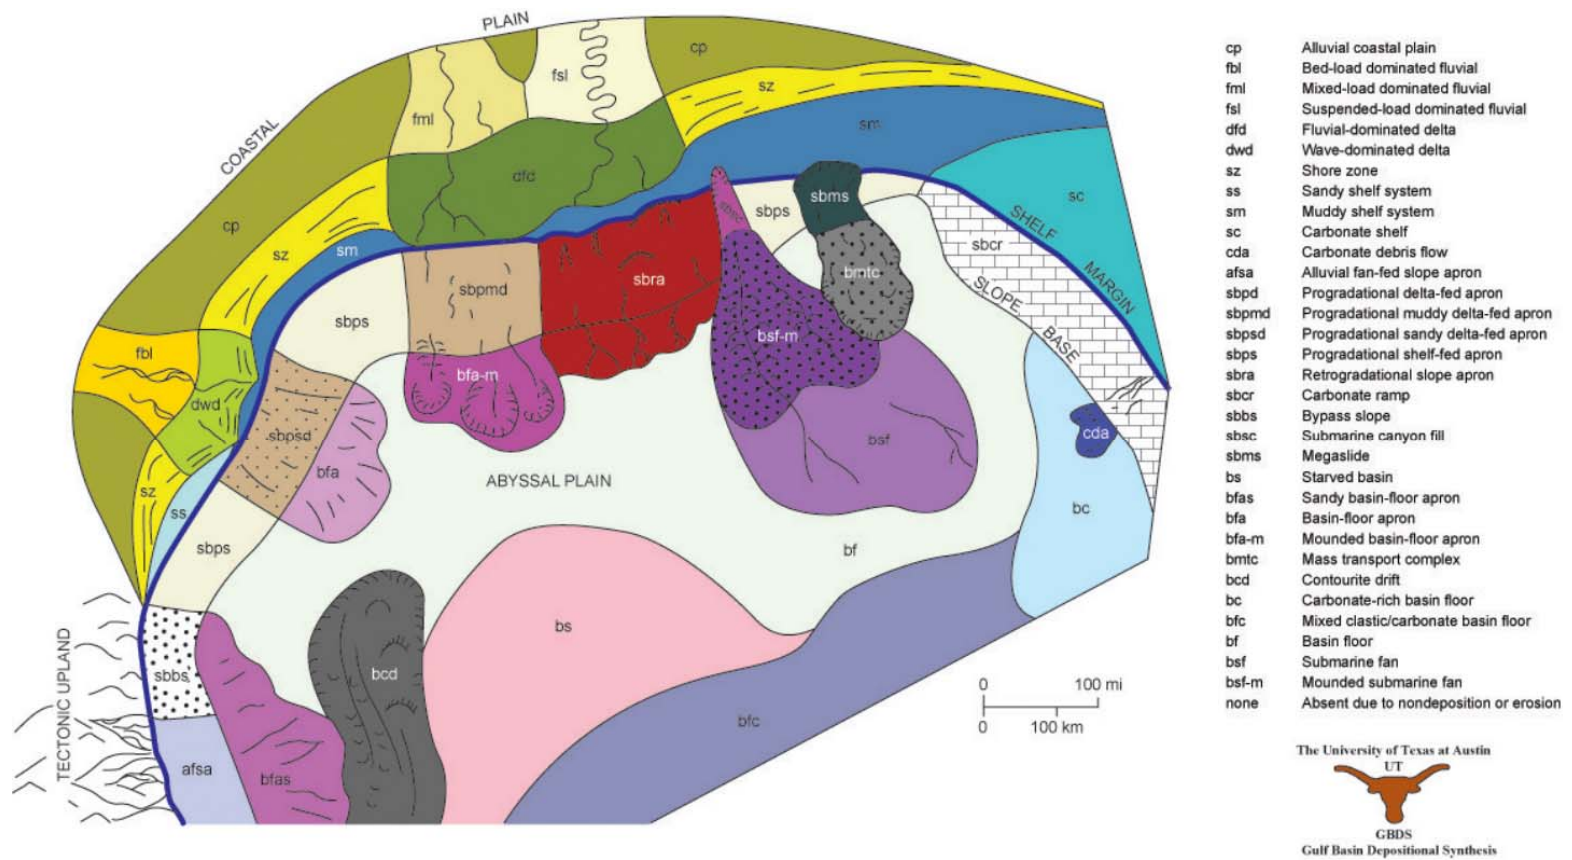 PLAIN
COASTAL
cp
fsl
fml
sz
sm
dfd
cp
sz
sm
sc
sbms
sbps
sbsc
SHELF
MARGIN
sbcr
SLOPE
BASE
bmtc
sbra
sbpmd
sbps
bsf-m
fbl
bfa-m
dwd
sbpsd
bfa
bsf
cda
sz
ss
ABYSSAL PLAIN
bc
sbps
bf
bs
sbbs
bcd
TECTONIC UPLAND
bfc
afsa
bfas
0 100 mi
0 100 km
cp Alluvial coastal plain
fbl Bed-load dominated fluvial
fml Mixed-load dominated fluvial
fsl Suspended-load dominated fluvial
dfd Fluvial-dominated delta
dwd Wave-dominated delta
sz Shore zone
ss Sandy shelf system
sm Muddy shelf system
sc Carbonate shelf
cda Carbonate debris flow
afsa Alluvial fan-fed slope apron
sbpd Progradational delta-fed apron
sbpmd Progradational muddy delta-fed apron
sbpsd Progradational sandy delta-fed apron
sbps Progradational shelf-fed apron
sbra Retrogradational slope apron
sbcr Carbonate ramp
sbbs Bypass slope
sbsc Submarine canyon fill
sbms Megaslide
bs Starved basin
bfas Sandy basin-floor apron
bfa Basin-floor apron
bfa-m Mounded basin-floor apron
bmtc Mass transport complex
bcd Contourite drift
bc Carbonate-rich basin floor
bfc Mixed clastic/carbonate basin floor
bf Basin floor
bsf Submarine fan
bsf-m Mounded submarine fan
none Absent due to nondeposition or erosion
The University of Texas at Austin
UT
GBDS
Gulf Basin Depositional Synthesis